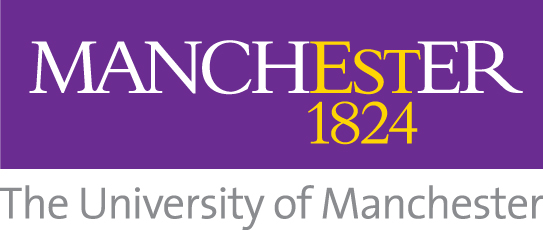 MANCHESTER
1824
The University of Manchester